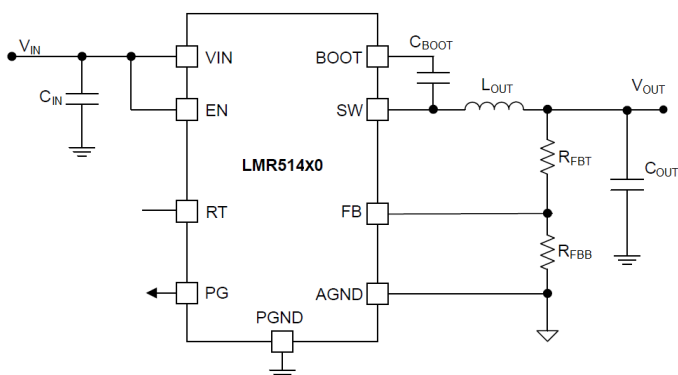 VIN
CIN
VIN
EN
RT
PG
LMR514X0
PGND
BOOT
SW
FB
AGND
CBOOT
LOUT
VOUT
RFBT
COUT
RFBB